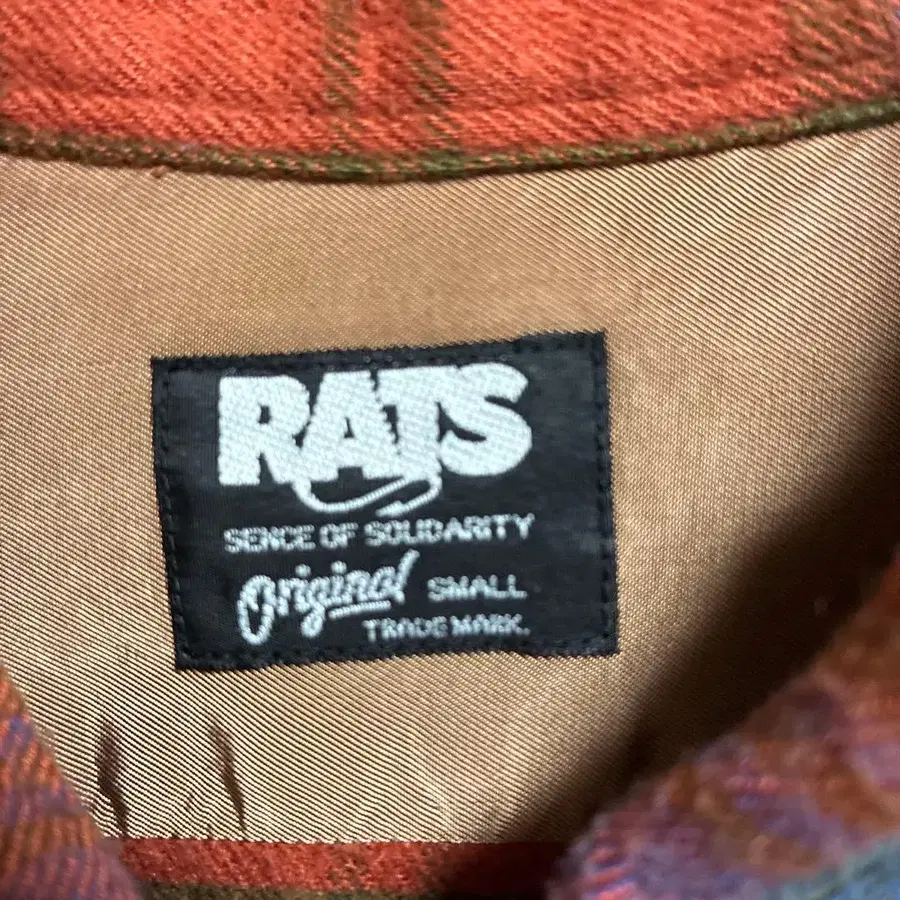 RATS
SENCE OF SOLIDARITY
Original SMALL
TRADE MARK.